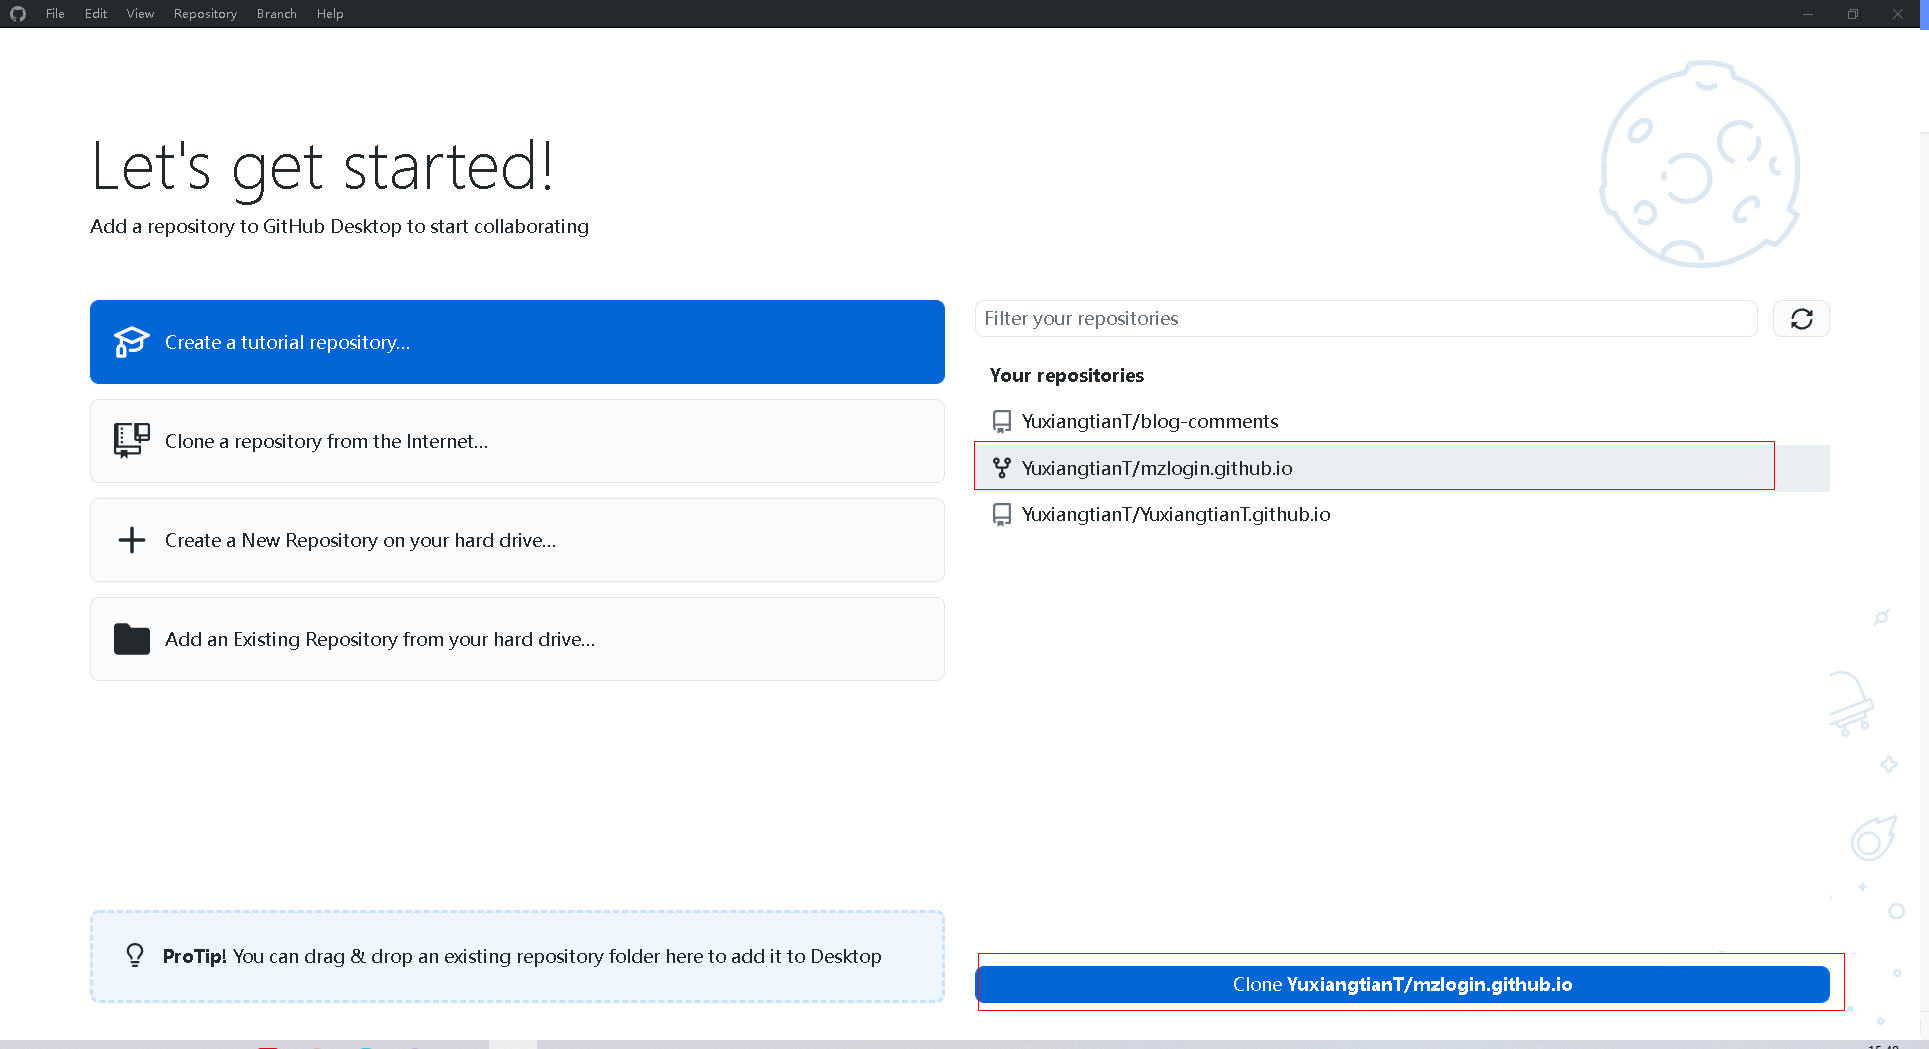 File Edit View Repository Branch Help
Let's get started!
Add a repository to GitHub Desktop to start collaborating
Create a tutorial repository...
Clone a repository from the Internet...
Create a New Repository on your hard drive...
Add an Existing Repository from your hard drive...
ProTip! You can drag & drop an existing repository folder here to add it to Desktop
Filter your repositories
Your repositories
YuxiangtianT/blog-comments
YuxiangtianT/mzlogin.github.io
YuxiangtianT/YuxiangtianT.github.io
Clone YuxiangtianT/mzlogin.github.io